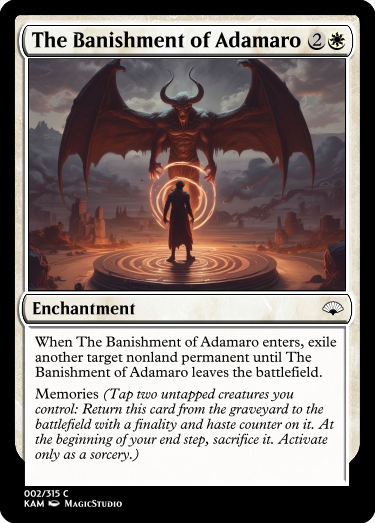 The Banishment of Adamaro 2
Enchantment
When The Banishment of Adamaro enters, exile
another target nonland permanent until The
Banishment of Adamaro leaves the battlefield.
Memories (Tap two untapped creatures you
control: Return this card from the graveyard to the
battlefield with a finality and haste counter on it. At
the beginning of your end step, sacrifice it. Activate
only as a sorcery.)
002/315 C
KAM MagicStudio